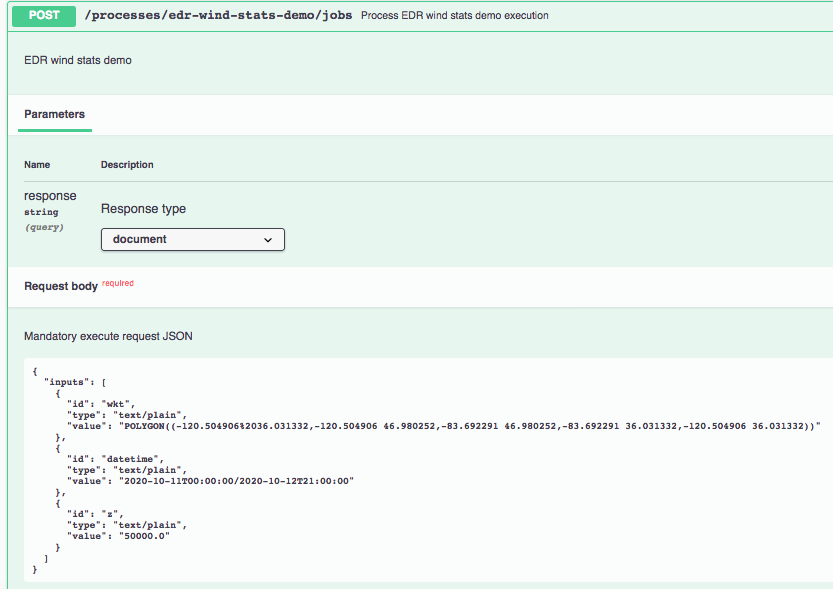 POST /processes/edr-wind-stats-demo/jobs Process EDR wind stats demo execution
EDR wind stats demo
Parameters
Name Description
response
string
(query)
Response type
document
Request body required
Mandatory execute request JSON
{
  "inputs": [
    {
      "id": "wkt",
      "type": "text/plain",
      "value": "POLYGON((-120.504906%2036.031332,-120.504906 46.980252,-83.692291 46.980252,-83.692291 36.031332,-120.504906 36.031332))"
    },
    {
      "id": "datetime",
      "type": "text/plain",
      "value": "2020-10-11T00:00:00/2020-10-12T21:00:00"
    },
    {
      "id": "z",
      "type": "text/plain",
      "value": "50000.0"
    }
  ]
}